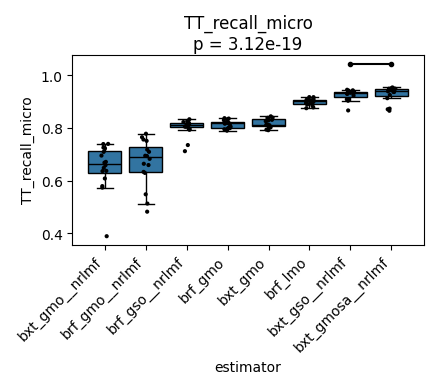 TT_recall_micro
p = 3.12e-19
TT_recall_micro
1.0
0.8
0.6
0.4
bxt_gmo__nrlmf
brf_gmo__nrlmf
brf_gso__nrlmf
brf_gmo
bxt_gmo
brf_lmo
bxt_gso__nrlmf
bxt_gmosa__nrlmf
estimator